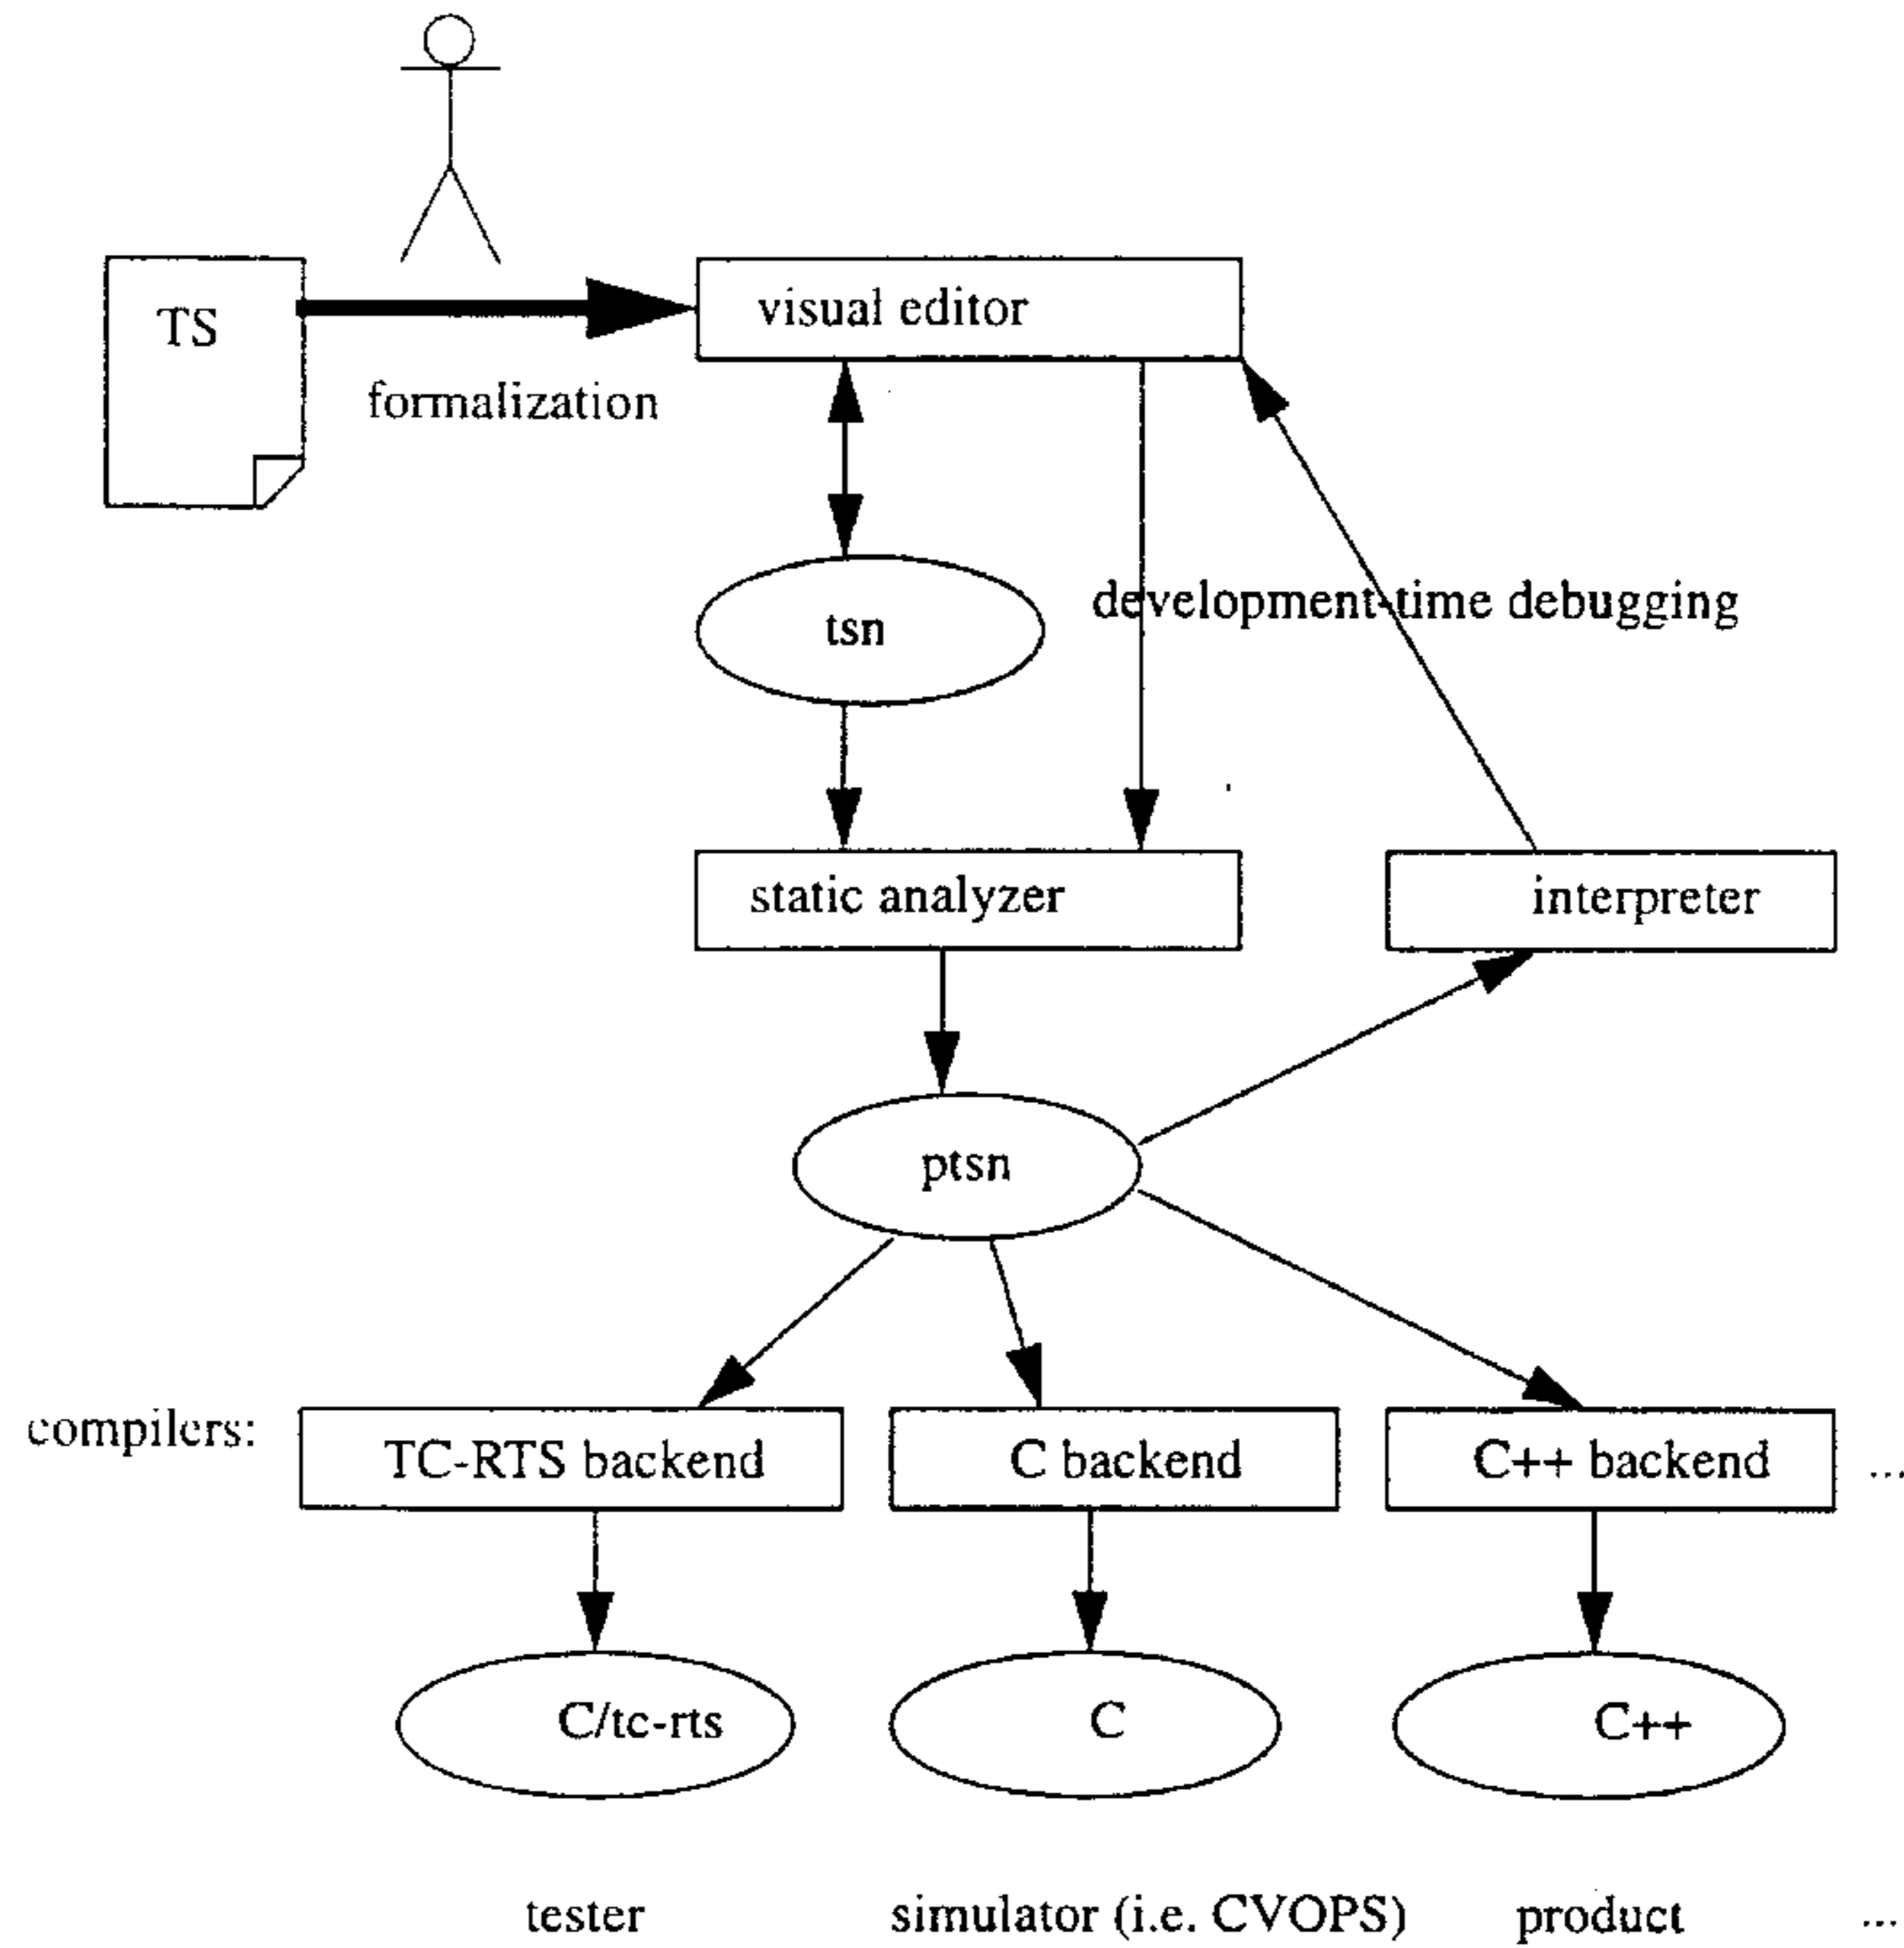 TS
visual editor
formalization
tsn
development-time debugging
static analyzer
interpreter
ptsn
compilers:
TC-RTS backend
C backend
C++ backend
...
C/tc-rts
C
C++
tester
simulator (i.e. CVOPS)
product
...